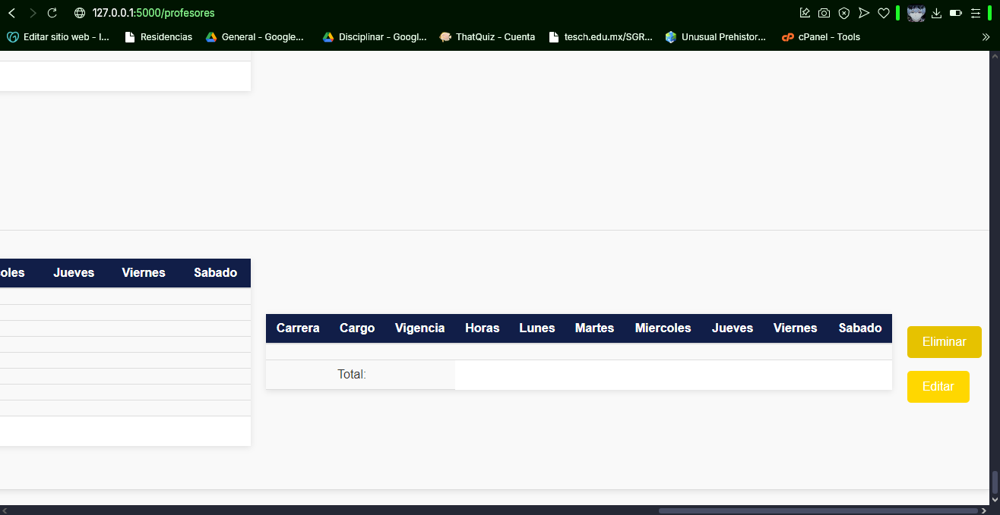 127.0.0.1:5000/profesores
Editar sitio web - I... Residencias General - Google... Disciplinar - Googl... ThatQuiz - Cuenta tesch.edu.mx/SGR... Unusual Prehistor... cPanel - Tools
oles Jueves Viernes Sabado
Carrera Cargo Vigencia Horas Lunes Martes Miercoles Jueves Viernes Sabado
Eliminar
Total:
Editar